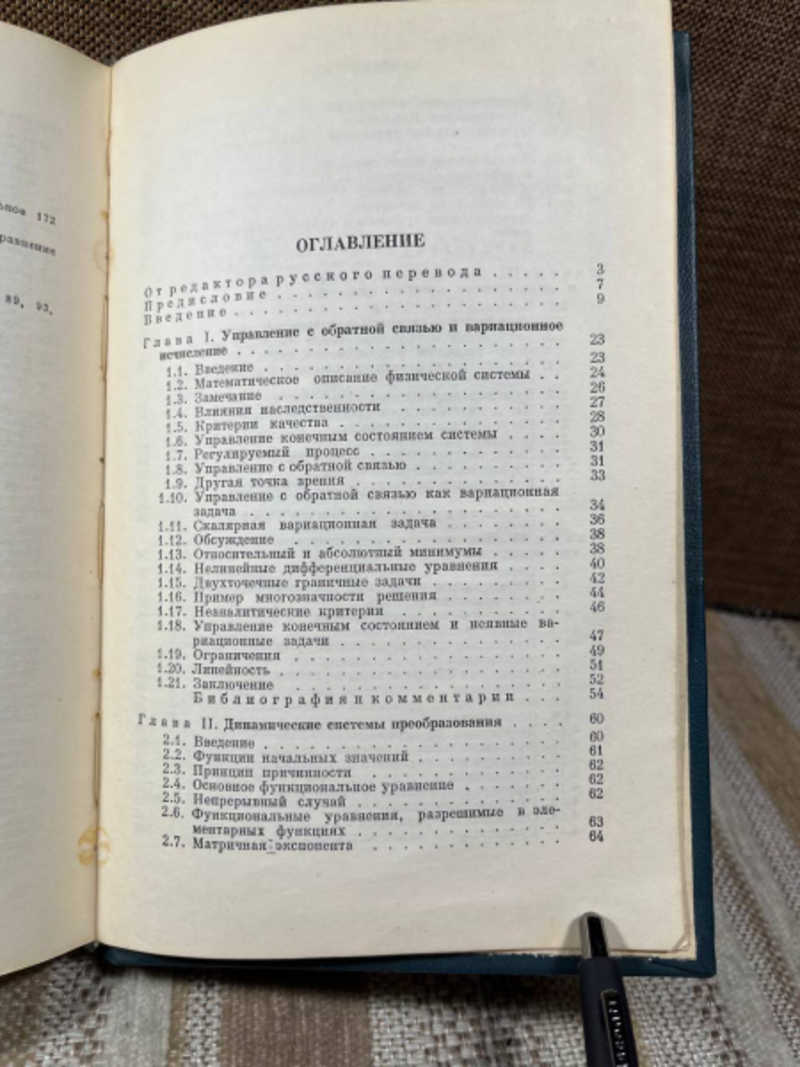 172
89, 93,
ОГЛАВЛЕНИЕ
От редактора русского перевода . . . . . 3
Предисловие . . . . . . . . . . . . . . . 7
Введение . . . . . . . . . . . . . . . . 9
Глава I. Управление с обратной связью и вариационное
исчисление . . . . . . . . . . . . . . . 23
1.1. Введение . . . . . . . . . . . . . . 23
1.2. Математическое описание физической системы . . 24
1.3. Замечание . . . . . . . . . . . . . 26
1.4. Влияния наследственности . . . . . . 27
1.5. Критерии качества . . . . . . . . . 28
1.6. Управление конечным состоянием системы . . . . 30
1.7. Регулируемый процесс . . . . . . . . 31
1.8. Управление с обратной связью . . . . . 31
1.9. Другая точка зрения . . . . . . . . 33
1.10. Управление с обратной связью как вариационная
задача . . . . . . . . . . . . . . . . 34
1.11. Скалярная вариационная задача . . . . . 36
1.12. Обсуждение . . . . . . . . . . . . 38
1.13. Относительный и абсолютный минимумы . . . . 38
1.14. Нелинейные дифференциальные уравнения . . . . 40
1.15. Двухточечные граничные задачи . . . . . 42
1.16. Пример многозначности решения . . . . . 44
1.17. Неаналитические критерии . . . . . . 46
1.18. Управление конечным состоянием и неявные ва-
риационные задачи . . . . . . . . . . 47
1.19. Ограничения . . . . . . . . . . . . 49
1.20. Линейность . . . . . . . . . . . . 51
1.21. Заключение . . . . . . . . . . . . 52
Библиография и комментарии . . . 54
Глава II. Динамические системы преобразования . . . . 60
2.1. Введение . . . . . . . . . . . . . . 60
2.2. Функции начальных значений . . . . . . 61
2.3. Принцип причинности . . . . . . . . 62
2.4. Основное функциональное уравнение . . . . 62
2.5. Непрерывный случай . . . . . . . . . 62
2.6. Функциональные уравнения, разрешимые в эле-
ментарных функциях . . . . . . . . . . 63
2.7. Матричная экспонента . . . . . . . . 64